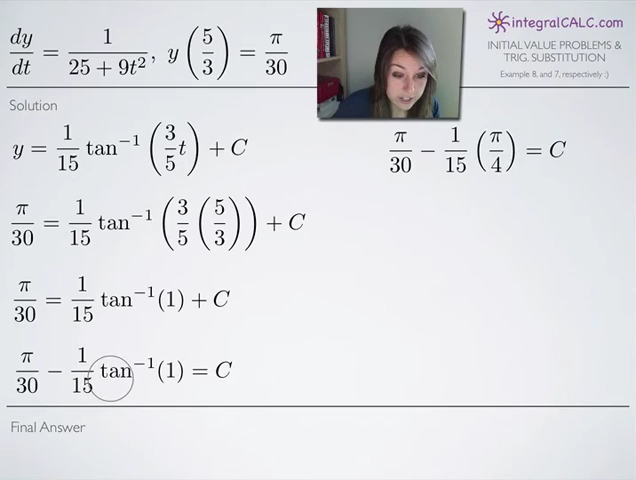 dy/dt = 1/(25 + 9t²), y(5/3) = π/30
integralCALC.com
INITIAL VALUE PROBLEMS &
TRIG. SUBSTITUTION
Example 8, and 7, respectively :)
Solution
y = 1/15 tan⁻¹(3/5 t) + C
π/30 = 1/15 tan⁻¹(3/5 (5/3)) + C
π/30 = 1/15 tan⁻¹(1) + C
π/30 − 1/15 tan⁻¹(1) = C
π/30 − 1/15 (π/4) = C
Final Answer